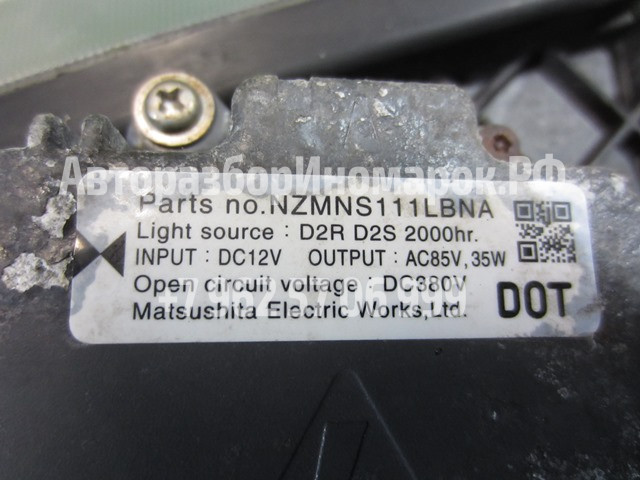 АвторазборИномарок.РФ
Parts no.NZMNS111LBNA
Light source : D2R D2S 2000hr.
INPUT : DC12V OUTPUT : AC85V, 35W
Open circuit voltage : DC380V
Matsushita Electric Works,Ltd.
DOT